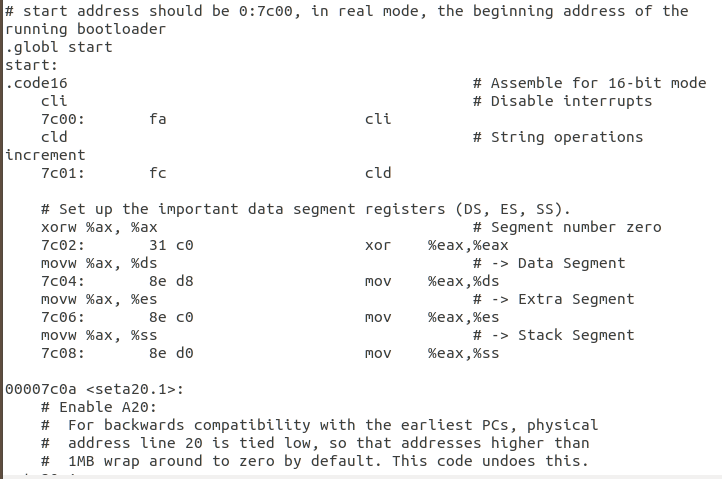 # start address should be 0:7c00, in real mode, the beginning address of the
running bootloader
.globl start
start:
.code16                                             # Assemble for 16-bit mode
    cli                                             # Disable interrupts
    7c00:       fa                      cli
    cld                                             # String operations
increment
    7c01:       fc                      cld

    # Set up the important data segment registers (DS, ES, SS).
    xorw %ax, %ax                                   # Segment number zero
    7c02:       31 c0                   xor    %eax,%eax
    movw %ax, %ds                                   # -> Data Segment
    7c04:       8e d8                   mov    %eax,%ds
    movw %ax, %es                                   # -> Extra Segment
    7c06:       8e c0                   mov    %eax,%es
    movw %ax, %ss                                   # -> Stack Segment
    7c08:       8e d0                   mov    %eax,%ss

00007c0a <seta20.1>:
    # Enable A20:
    #  For backwards compatibility with the earliest PCs, physical
    #  address line 20 is tied low, so that addresses higher than
    #  1MB wrap around to zero by default. This code undoes this.